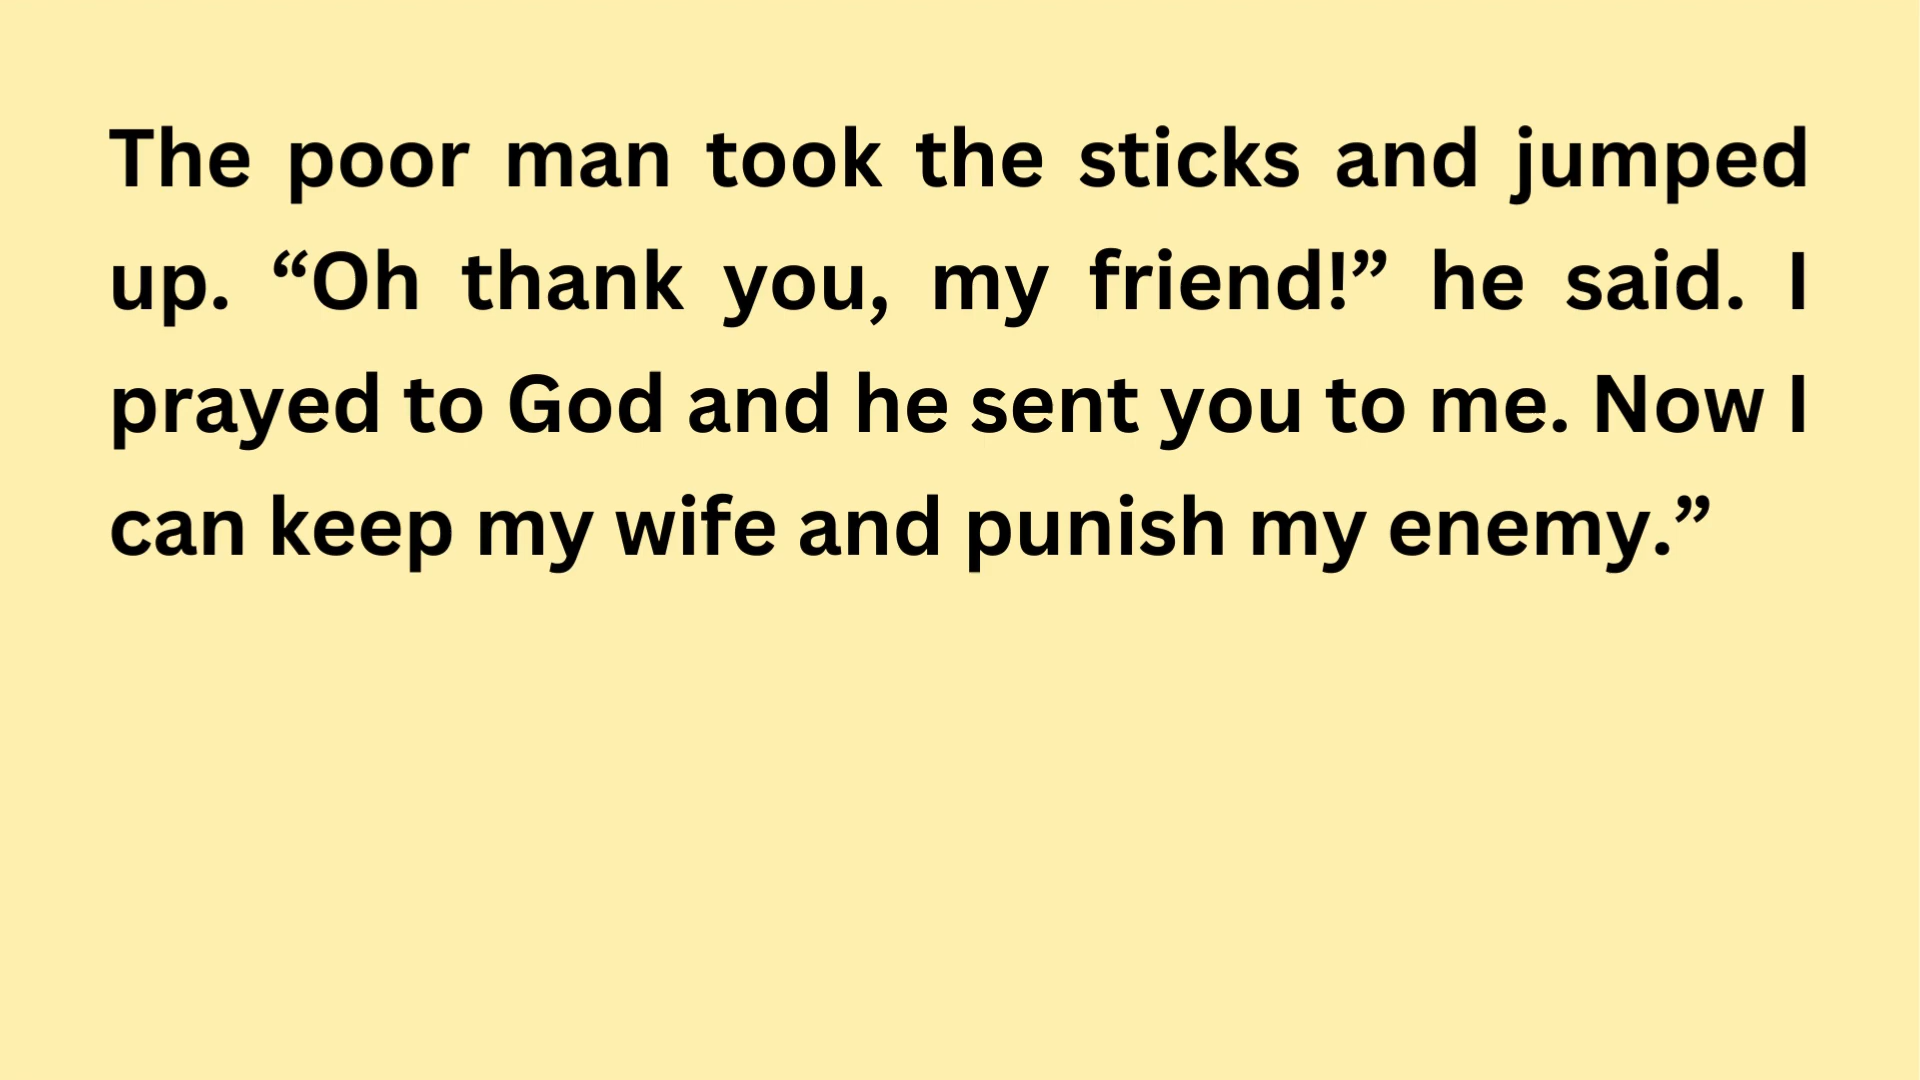 The poor man took the sticks and jumped
up. “Oh thank you, my friend!” he said. I
prayed to God and he sent you to me. Now I
can keep my wife and punish my enemy.”